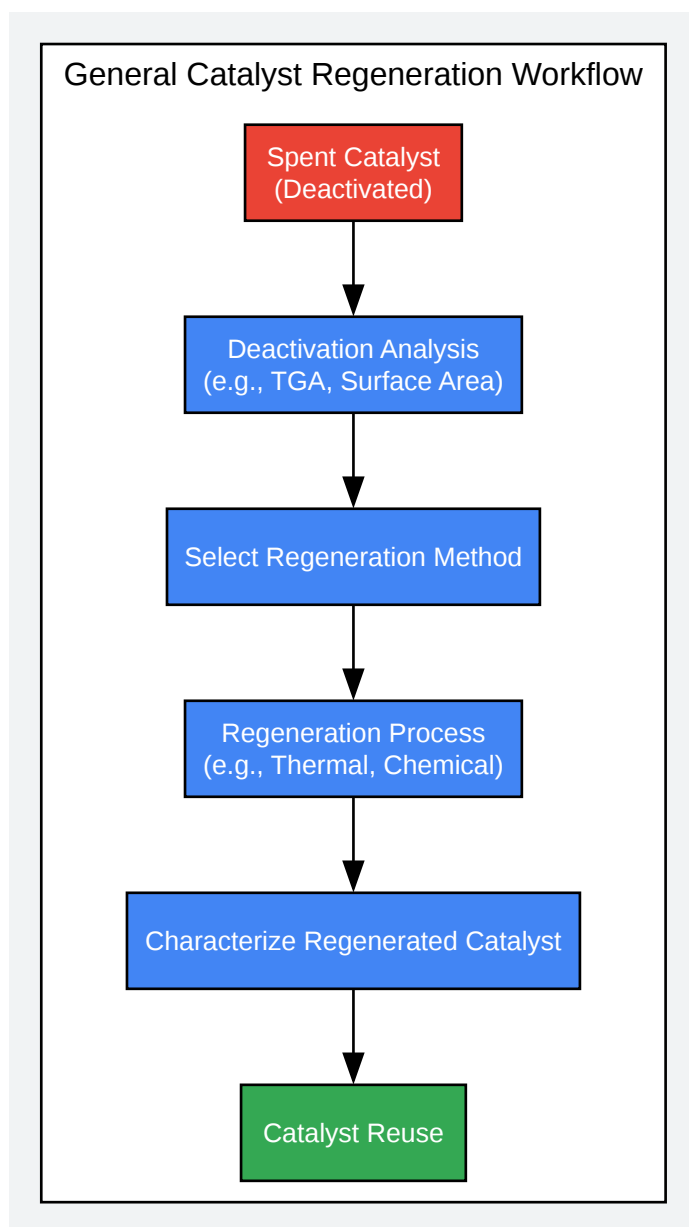 General Catalyst Regeneration Workflow
Spent Catalyst
(Deactivated)
Deactivation Analysis
(e.g., TGA, Surface Area)
Select Regeneration Method
Regeneration Process
(e.g., Thermal, Chemical)
Characterize Regenerated Catalyst
Catalyst Reuse